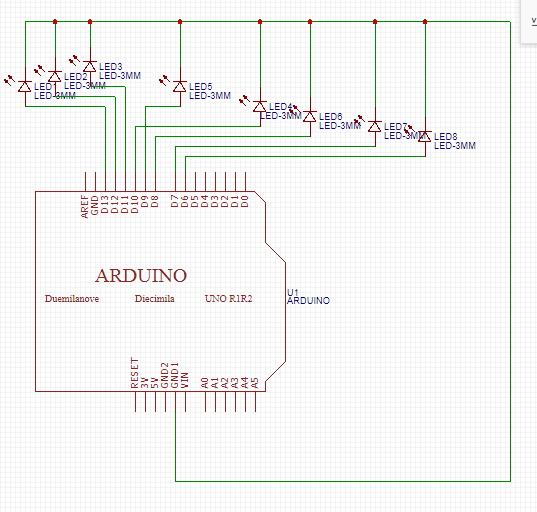 v
LED3
LED-3MM
LED2
LED-3MM
LED1
LED-3MM
LED5
LED-3MM
LED4
LED-3MM
LED6
LED-3MM
LED7
LED-3MM
LED8
LED-3MM
AREF
GND
D13
D12
D11
D10
D9
D8
D7
D6
D5
D4
D3
D2
D1
D0
ARDUINO
Duemilanove
Diecimila
UNO R1R2
U1
ARDUINO
RESET
3V
5V
GND2
GND1
VIN
A0
A1
A2
A3
A4
A5